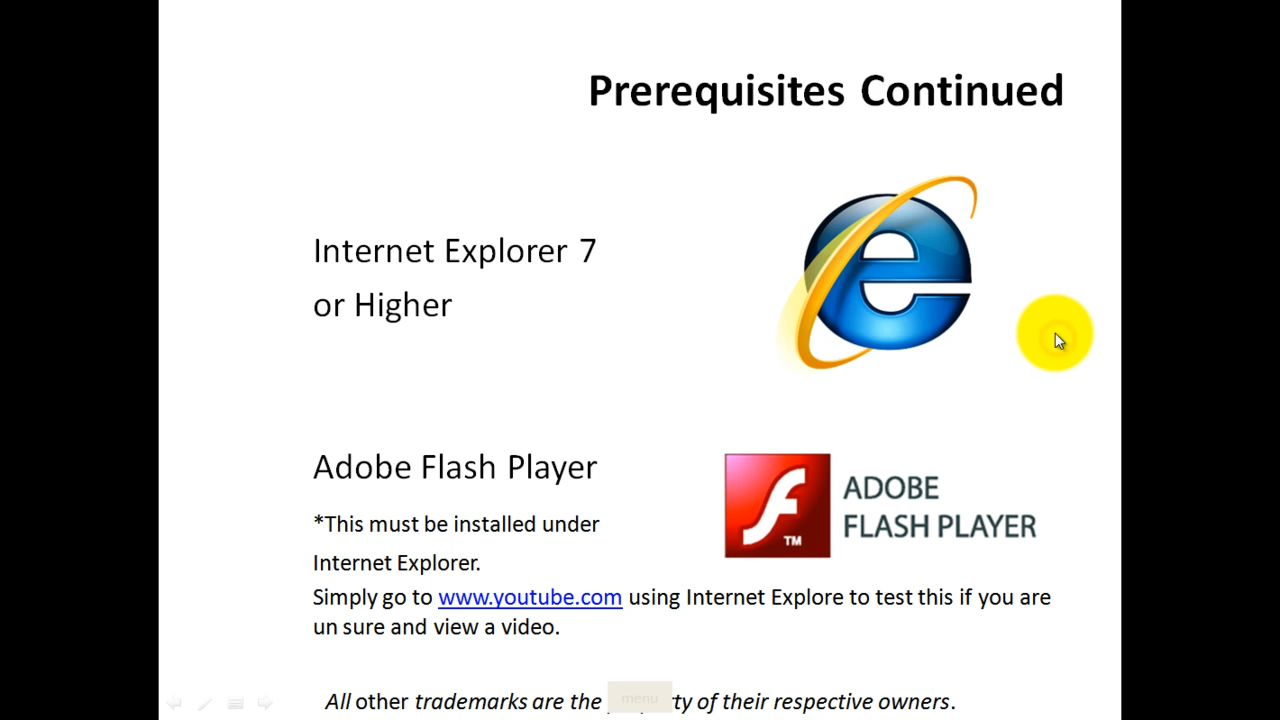 Prerequisites Continued
Internet Explorer 7
or Higher
Adobe Flash Player
ADOBE
FLASH PLAYER
TM
*This must be installed under
Internet Explorer.
Simply go to www.youtube.com using Internet Explore to test this if you are
un sure and view a video.
All other trademarks are the ty of their respective owners.
menu